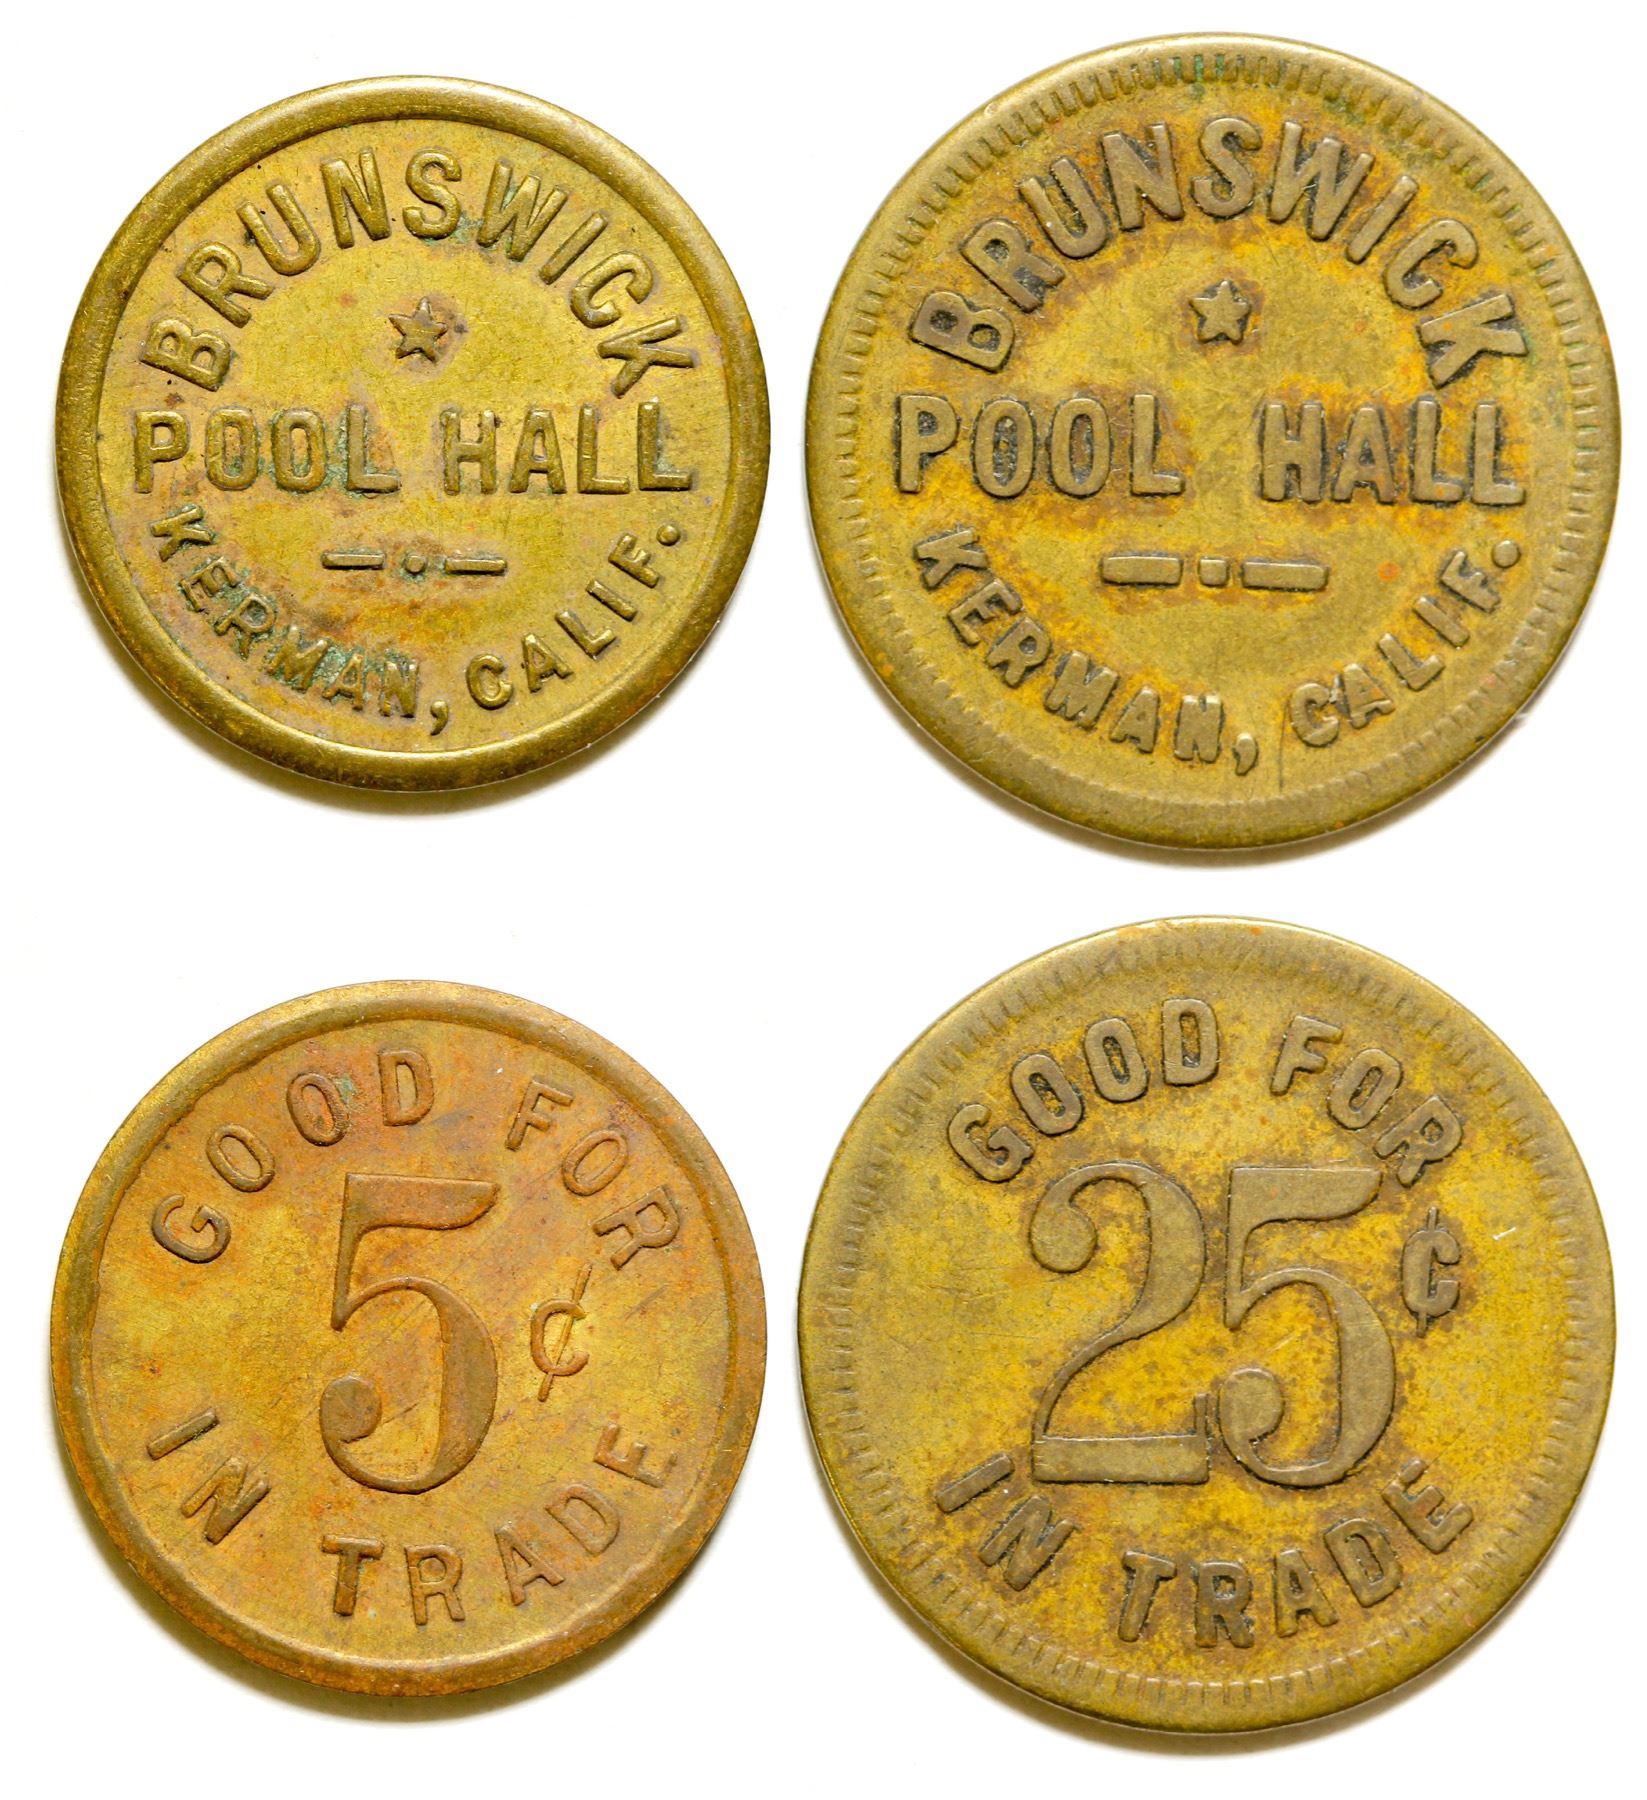 BRUNSWICK
POOL HALL
KERMAN, CALIF.
BRUNSWICK
POOL HALL
KERMAN, CALIF.
GOOD FOR
5¢
IN TRADE
GOOD FOR
25¢
IN TRADE